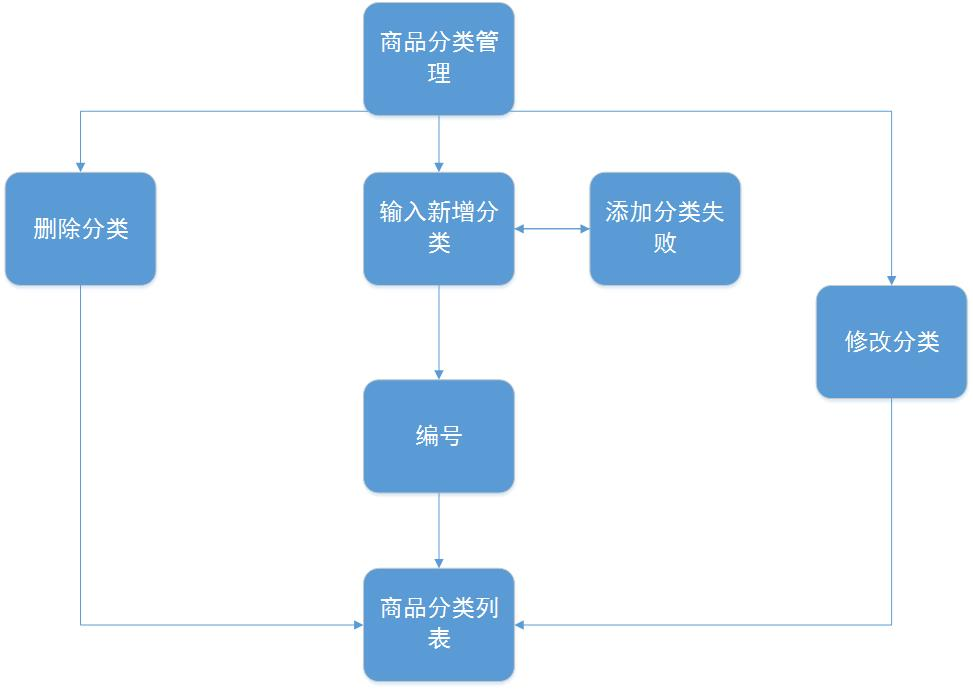 商品分类管
理
删除分类
输入新增分
类
添加分类失
败
修改分类
编号
商品分类列
表